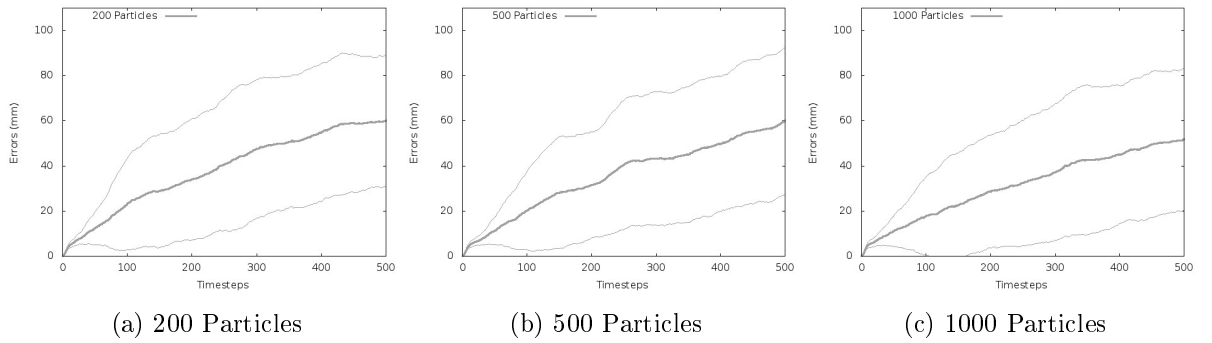 200 Particles
100
80
60
40
20
0
Errors (mm)
0 100 200 300 400 500
Timesteps
(a) 200 Particles
500 Particles
100
80
60
40
20
0
Errors (mm)
0 100 200 300 400 500
Timesteps
(b) 500 Particles
1000 Particles
100
80
60
40
20
0
Errors (mm)
0 100 200 300 400 500
Timesteps
(c) 1000 Particles